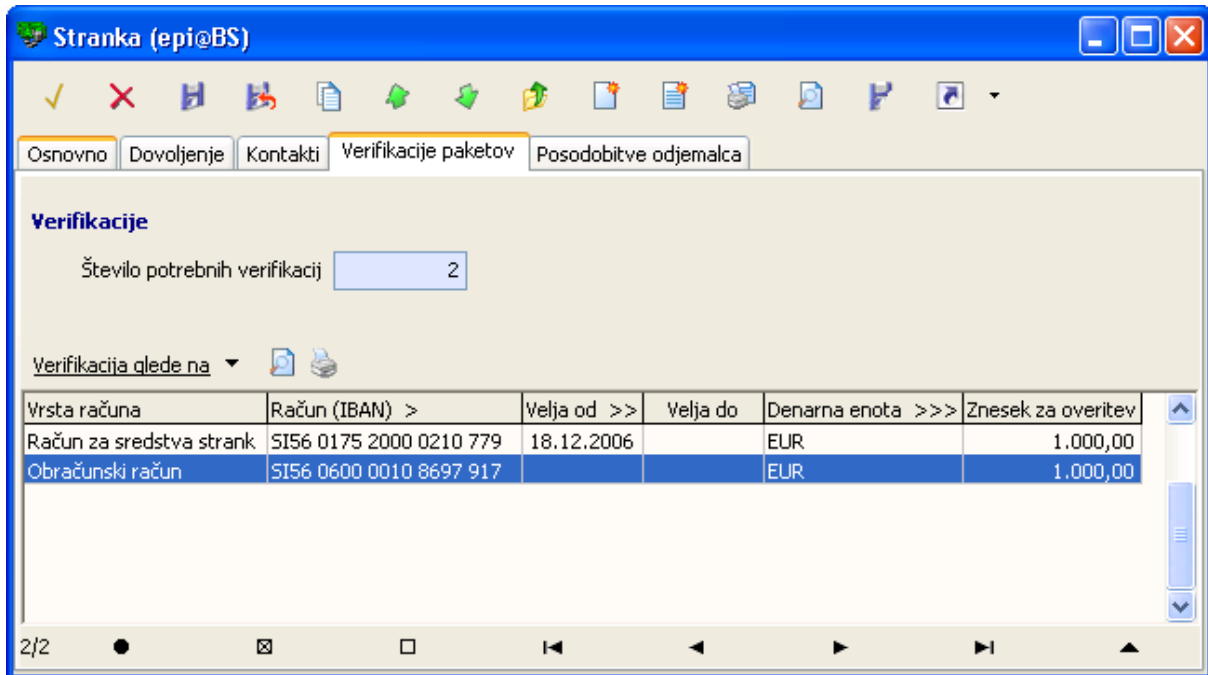 Stranka (epi@BS)
Osnovno Dovoljenje Kontakti Verifikacije paketov Posodobitve odjemalca
Verifikacije
Število potrebnih verifikacij 2
Verifikacija glede na
Vrsta računa Račun (IBAN) > Velja od >> Velja do Denarna enota >>> Znesek za overitev
Račun za sredstva strank SI56 0175 2000 0210 779 18.12.2006 EUR 1.000,00
Obračunski račun SI56 0600 0010 8697 917 EUR 1.000,00
2/2